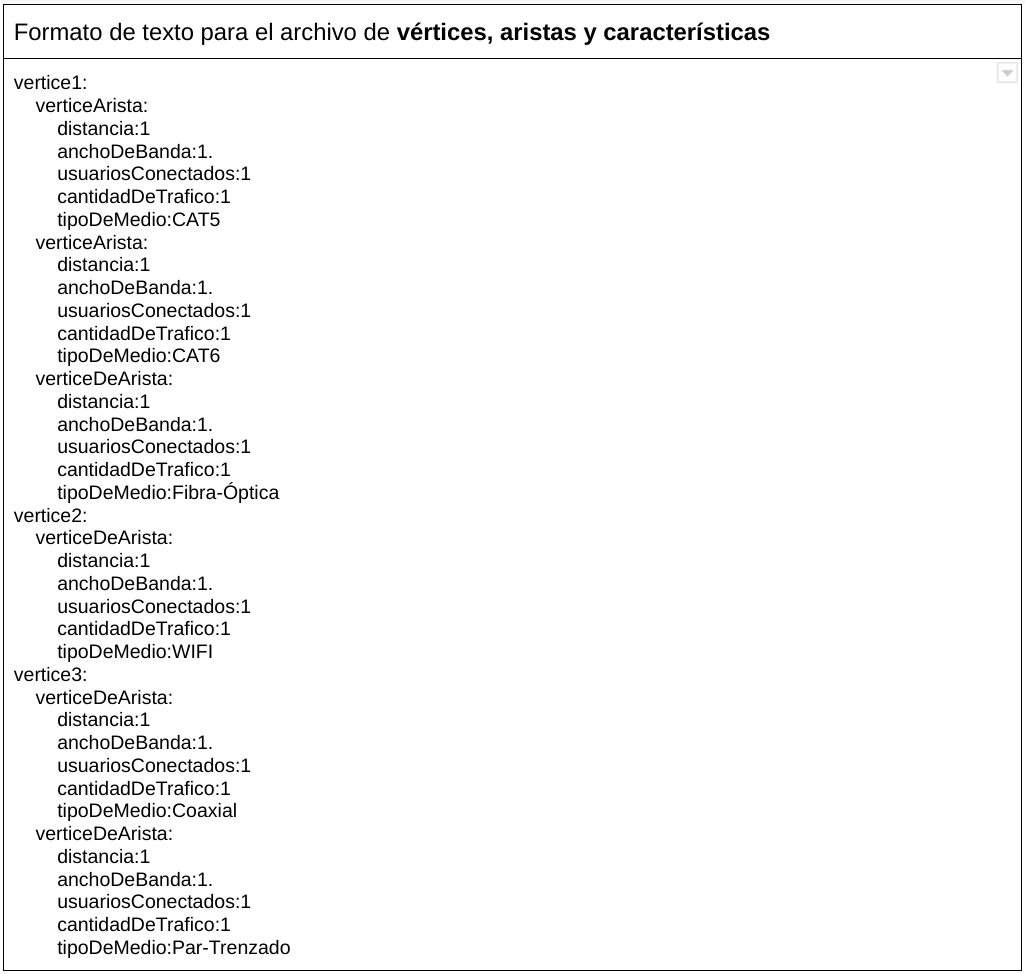 Formato de texto para el archivo de vértices, aristas y características
vertice1:
verticeArista:
distancia:1
anchoDeBanda:1.
usuariosConectados:1
cantidadDeTrafico:1
tipoDeMedio:CAT5
verticeArista:
distancia:1
anchoDeBanda:1.
usuariosConectados:1
cantidadDeTrafico:1
tipoDeMedio:CAT6
verticeDeArista:
distancia:1
anchoDeBanda:1.
usuariosConectados:1
cantidadDeTrafico:1
tipoDeMedio:Fibra-Óptica
vertice2:
verticeDeArista:
distancia:1
anchoDeBanda:1.
usuariosConectados:1
cantidadDeTrafico:1
tipoDeMedio:WIFI
vertice3:
verticeDeArista:
distancia:1
anchoDeBanda:1.
usuariosConectados:1
cantidadDeTrafico:1
tipoDeMedio:Coaxial
verticeDeArista:
distancia:1
anchoDeBanda:1.
usuariosConectados:1
cantidadDeTrafico:1
tipoDeMedio:Par-Trenzado